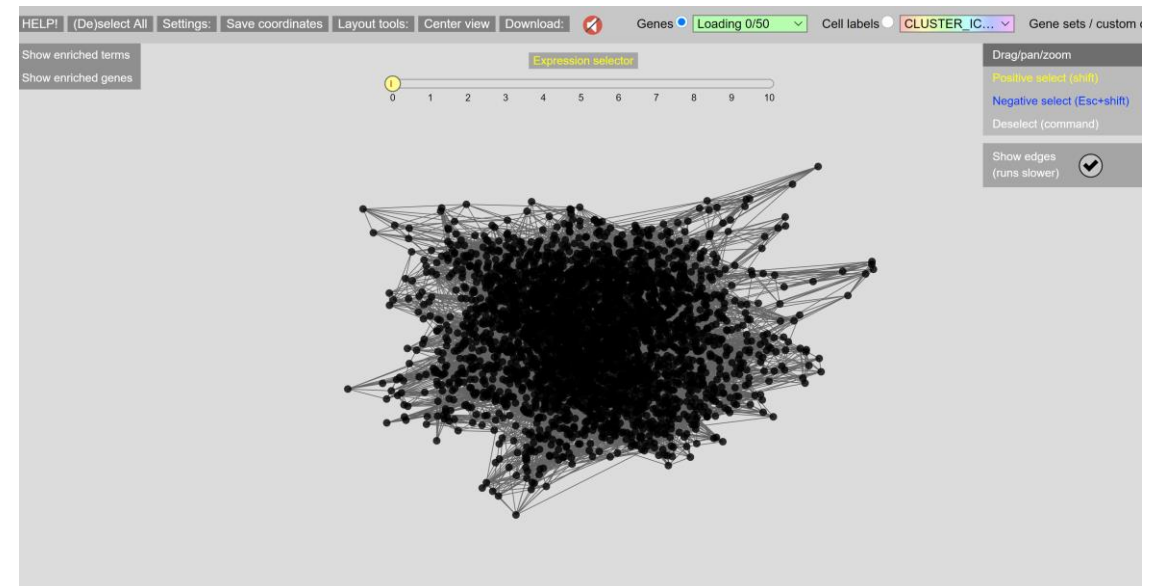 HELP! (De)select All Settings: Save coordinates Layout tools: Center view Download: Genes Loading 0/50 Cell labels CLUSTER_IC... Gene sets / custom
Show enriched terms
Show enriched genes
Expression selector
0 1 2 3 4 5 6 7 8 9 10
Drag/pan/zoom
Positive select (shift)
Negative select (Esc+shift)
Deselect (command)
Show edges
(runs slower)